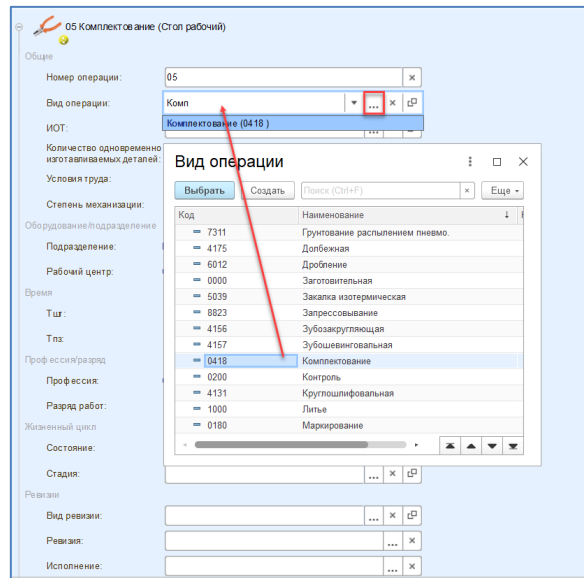 05 Комплектование (Стол рабочий)
Общие
Номер операции: 05
Вид операции: Комп
Комплектование (0418 )
ИОТ:
Количество одновременно
изготавливаемых деталей:
Условия труда:
Степень механизации:
Оборудование/подразделение
Подразделение:
Рабочий центр:
Время
Тшт:
Тпз:
Профессия/разряд
Профессия:
Разряд работ:
Жизненный цикл
Состояние:
Стадия:
Ревизии
Вид ревизии:
Ревизия:
Исполнение:
Вид операции
Выбрать Создать Поиск (Ctrl+F) Еще
Код Наименование
7311 Грунтование распылением пневмо.
4175 Долбежная
6012 Дробление
0000 Заготовительная
5039 Закалка изотермическая
8823 Запрессовывание
4156 Зубозакругляющая
4157 Зубошевинговальная
0418 Комплектование
0200 Контроль
4131 Круглошлифовальная
1000 Литье
0180 Маркирование